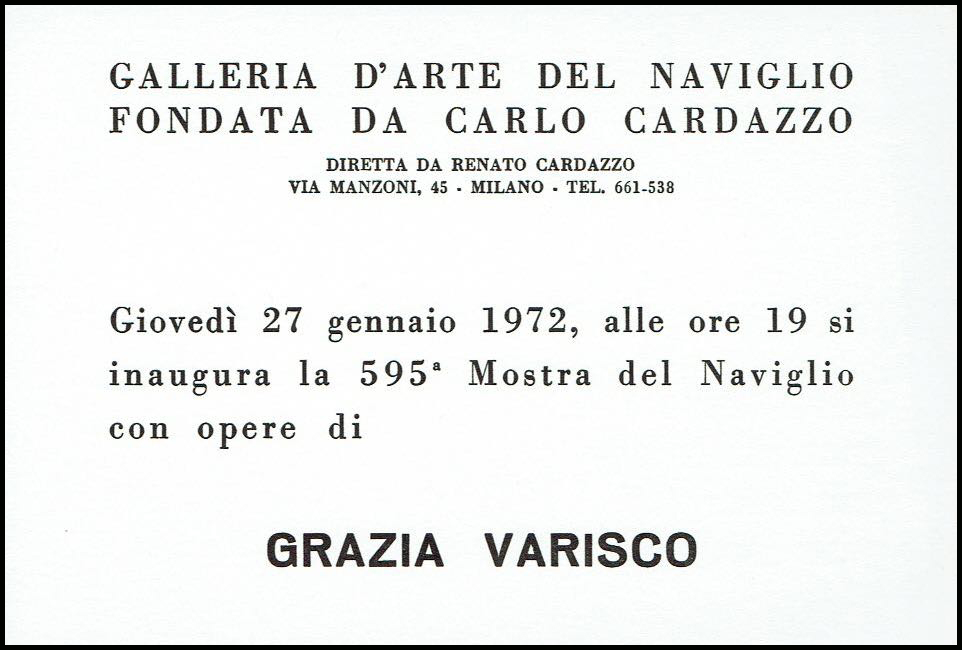 GALLERIA D'ARTE DEL NAVIGLIO
FONDATA DA CARLO CARDAZZO
DIRETTA DA RENATO CARDAZZO
VIA MANZONI, 45 - MILANO - TEL. 661-538
Giovedì 27 gennaio 1972, alle ore 19 si
inaugura la 595ª Mostra del Naviglio
con opere di
GRAZIA VARISCO